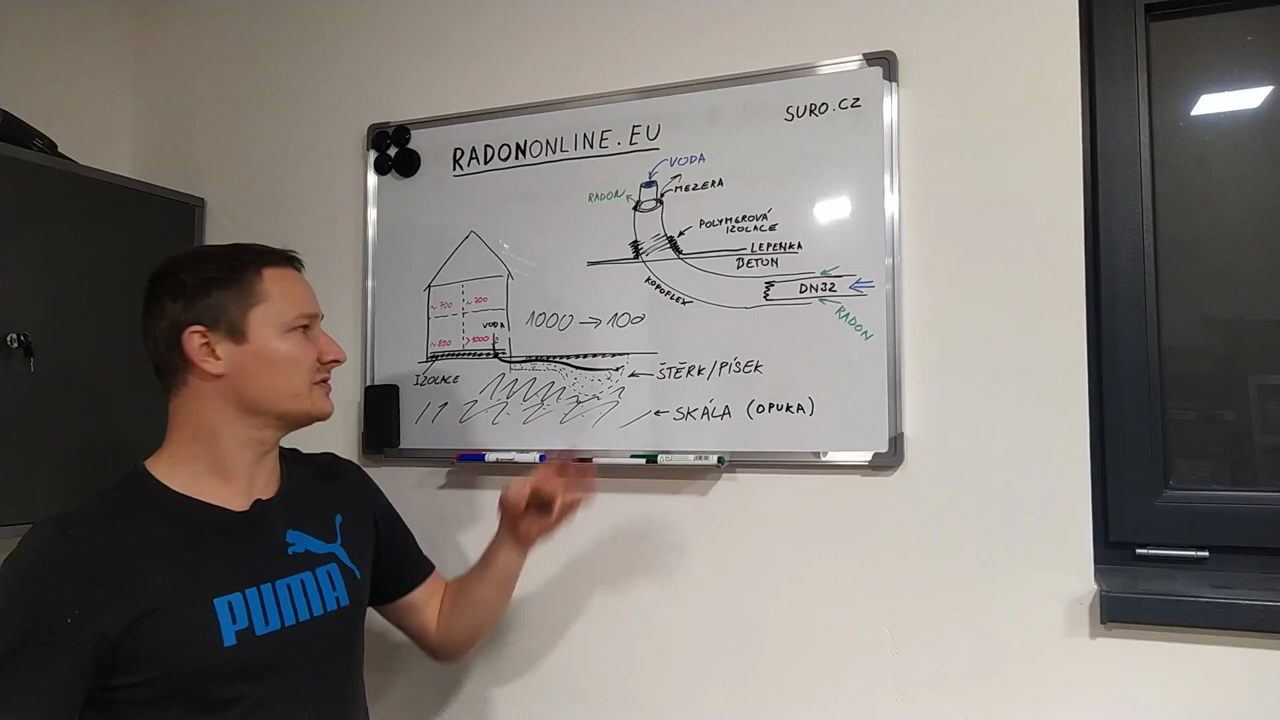 SURO.CZ
RADONONLINE.EU
VODA
RADON
MEZERA
POLYMEROVÁ
IZOLACE
LEPENKA
BETON
KOPOFLEX
DN32
RADON
~700 ~700
VODA
~800 >1000
1000 → 100
IZOLACE
ŠTĚRK/PÍSEK
SKÁLA (OPUKA)
PUMA